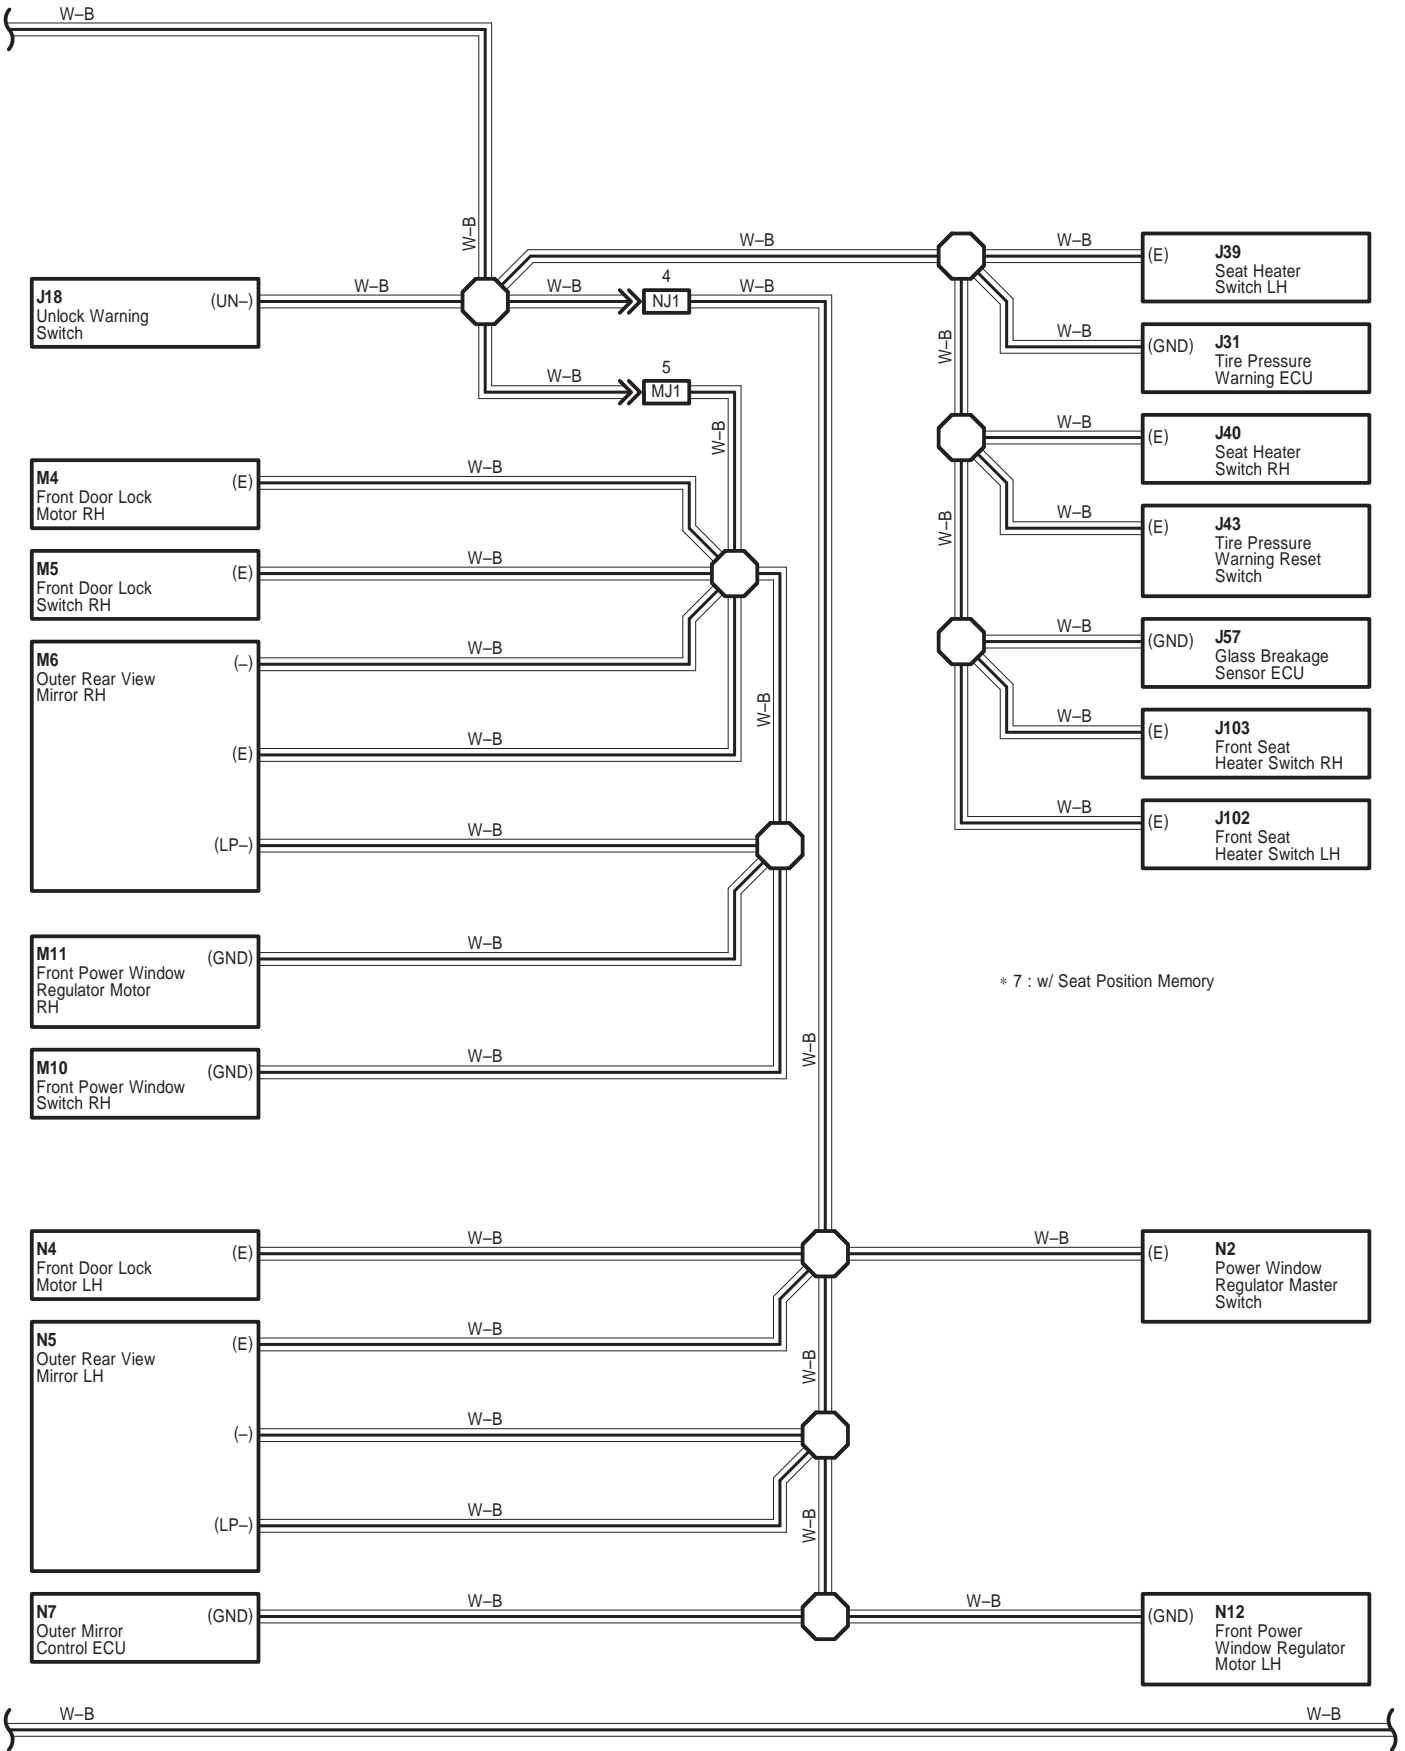 W–B
W–B
W–B
W–B
J18
Unlock Warning
Switch
(UN–)
W–B
W–B
4
NJ1
W–B
W–B
5
MJ1
W–B
(E)
J39
Seat Heater
Switch LH
W–B
(GND)
J31
Tire Pressure
Warning ECU
W–B
W–B
(E)
J40
Seat Heater
Switch RH
W–B
W–B
(E)
J43
Tire Pressure
Warning Reset
Switch
W–B
(GND)
J57
Glass Breakage
Sensor ECU
W–B
(E)
J103
Front Seat
Heater Switch RH
W–B
(E)
J102
Front Seat
Heater Switch LH
W–B
M4
Front Door Lock
Motor RH
(E)
W–B
M5
Front Door Lock
Switch RH
(E)
W–B
M6
Outer Rear View
Mirror RH
(–)
W–B
W–B
(E)
W–B
(LP–)
W–B
M11
Front Power Window
Regulator Motor
RH
(GND)
W–B
∗ 7 : w/ Seat Position Memory
M10
Front Power Window
Switch RH
(GND)
W–B
W–B
N4
Front Door Lock
Motor LH
(E)
W–B
W–B
(E)
N2
Power Window
Regulator Master
Switch
N5
Outer Rear View
Mirror LH
(E)
W–B
W–B
(–)
W–B
(LP–)
W–B
W–B
N7
Outer Mirror
Control ECU
(GND)
W–B
W–B
(GND)
N12
Front Power
Window Regulator
Motor LH
W–B
W–B